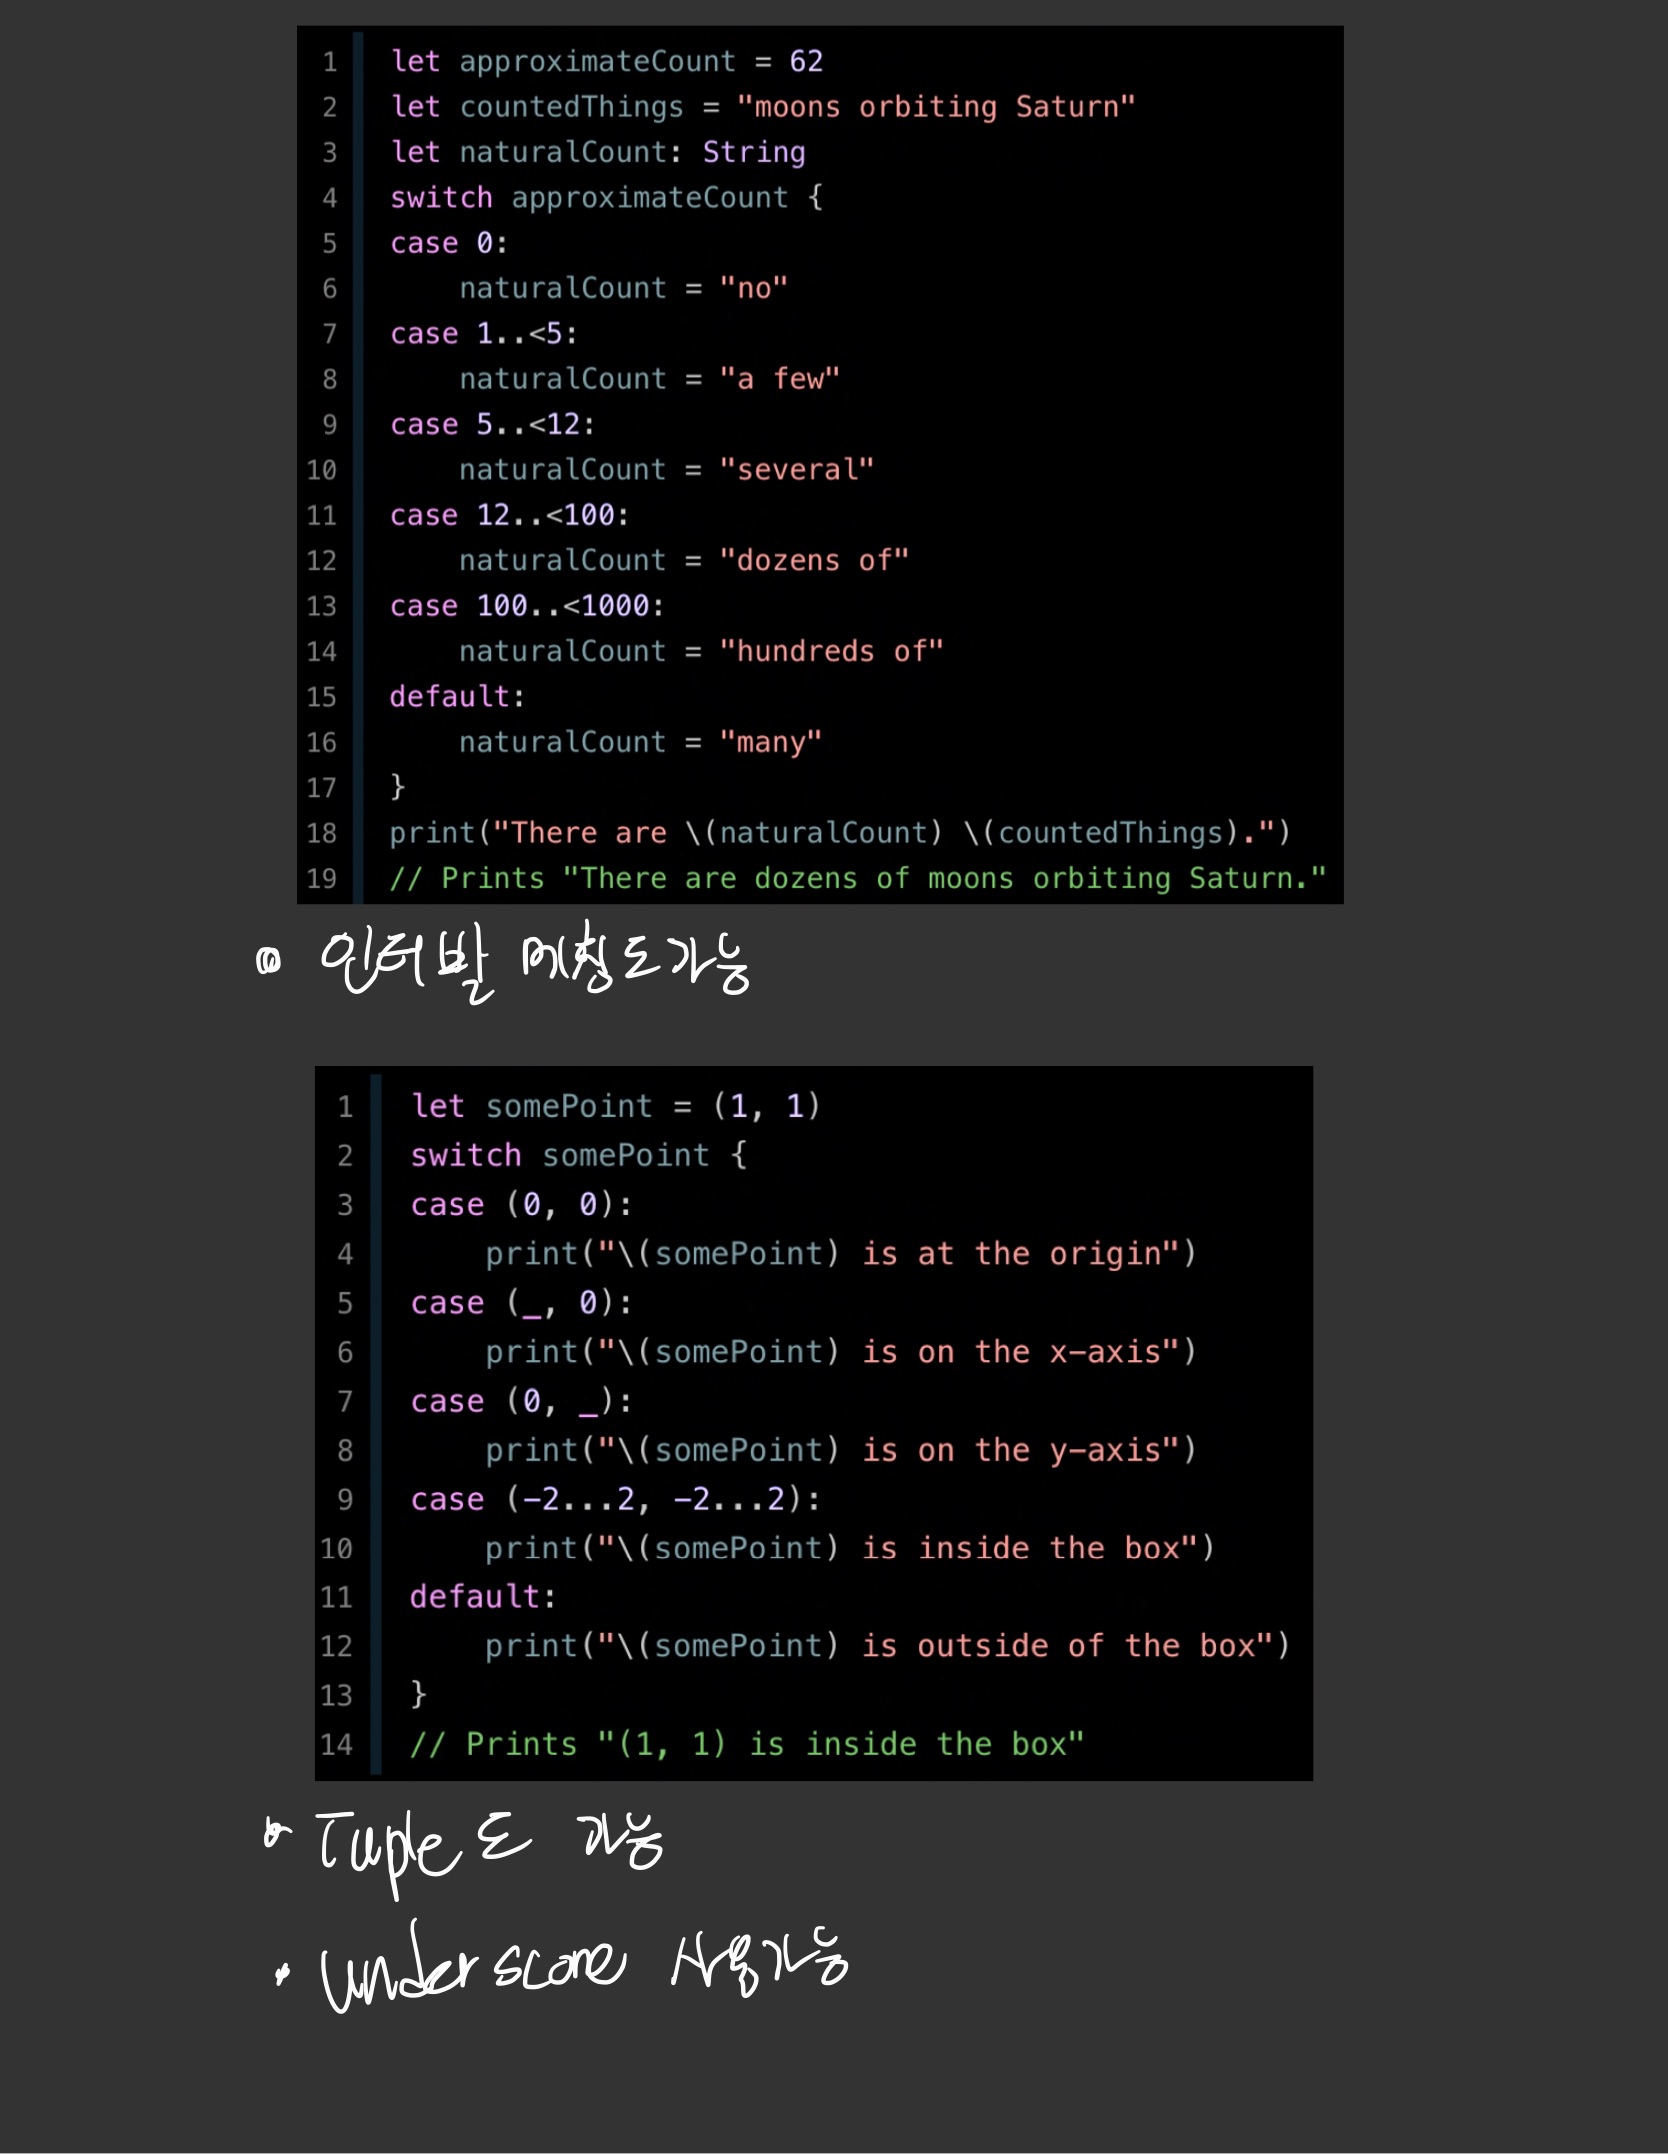 1 let approximateCount = 62
2 let countedThings = "moons orbiting Saturn"
3 let naturalCount: String
4 switch approximateCount {
5 case 0:
6     naturalCount = "no"
7 case 1..<5:
8     naturalCount = "a few"
9 case 5..<12:
10     naturalCount = "several"
11 case 12..<100:
12     naturalCount = "dozens of"
13 case 100..<1000:
14     naturalCount = "hundreds of"
15 default:
16     naturalCount = "many"
17 }
18 print("There are \(naturalCount) \(countedThings).")
19 // Prints "There are dozens of moons orbiting Saturn."
• 인터발 매칭도가능
1 let somePoint = (1, 1)
2 switch somePoint {
3 case (0, 0):
4     print("\(somePoint) is at the origin")
5 case (_, 0):
6     print("\(somePoint) is on the x-axis")
7 case (0, _):
8     print("\(somePoint) is on the y-axis")
9 case (-2...2, -2...2):
10     print("\(somePoint) is inside the box")
11 default:
12     print("\(somePoint) is outside of the box")
13 }
14 // Prints "(1, 1) is inside the box"
• Tuple도 가능
• underscore 사용가능